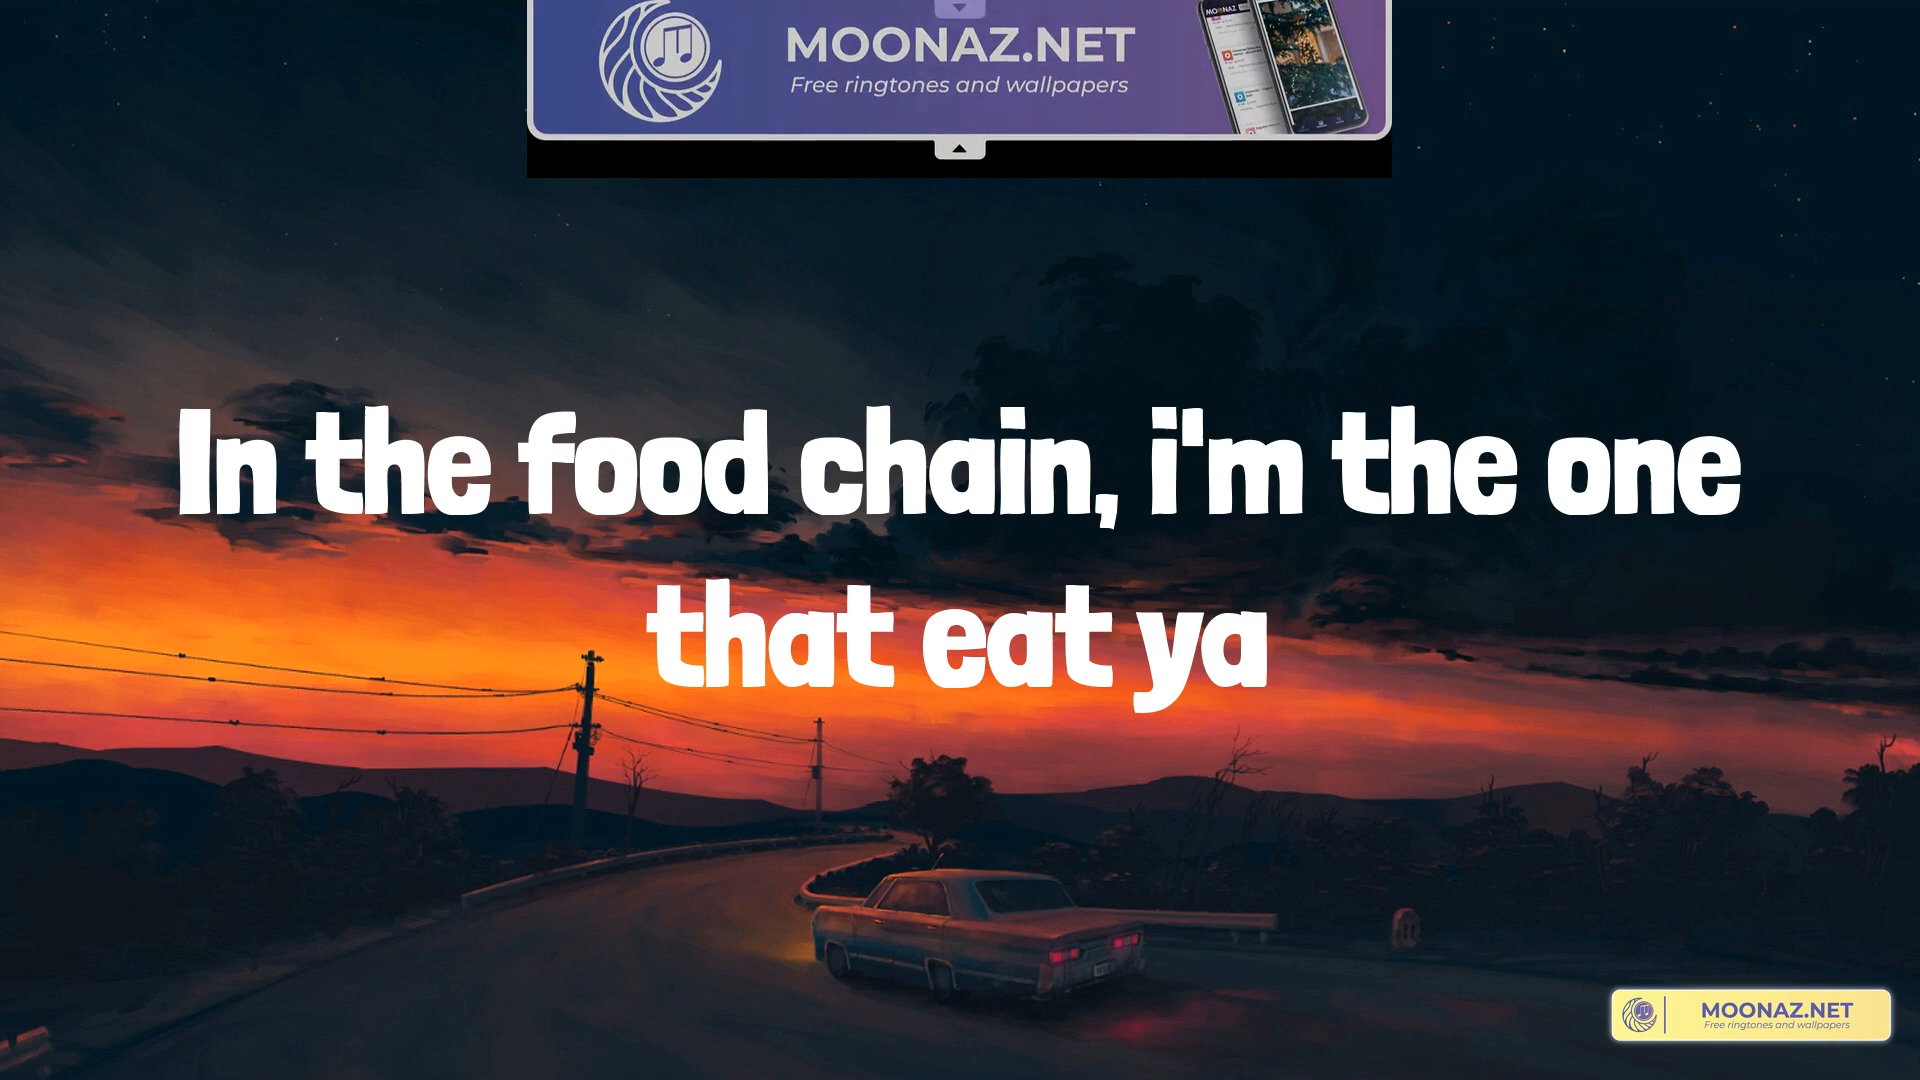 MOONAZ.NET
Free ringtones and wallpapers
In the food chain, i'm the one
that eat ya
MOONAZ.NET
Free ringtones and wallpapers